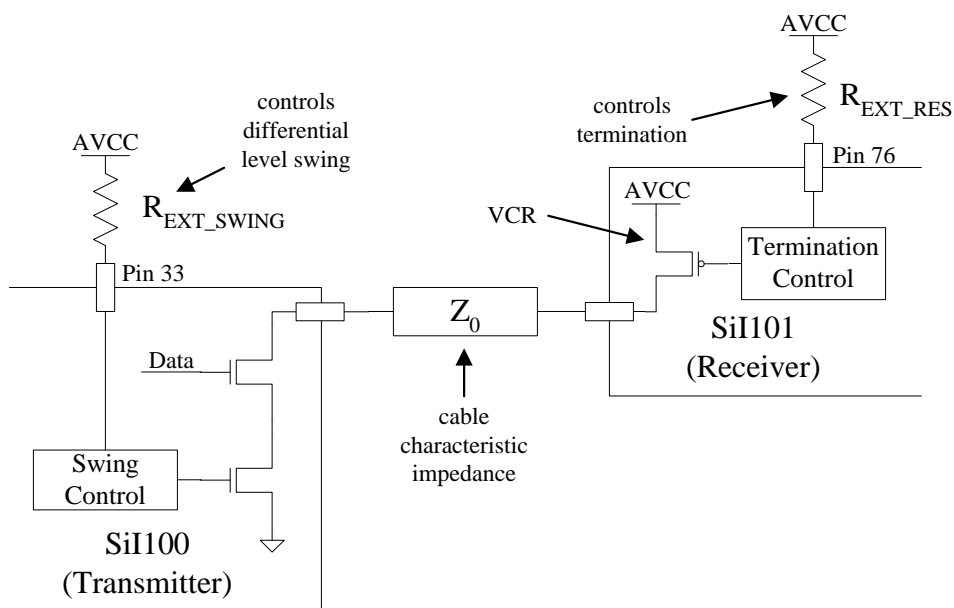 AVCC
controls
differential
level swing
R_EXT_SWING
Pin 33
Data
Swing
Control
SiI100
(Transmitter)
Z_0
cable
characteristic
impedance
AVCC
controls
termination
R_EXT_RES
Pin 76
AVCC
VCR
Termination
Control
SiI101
(Receiver)